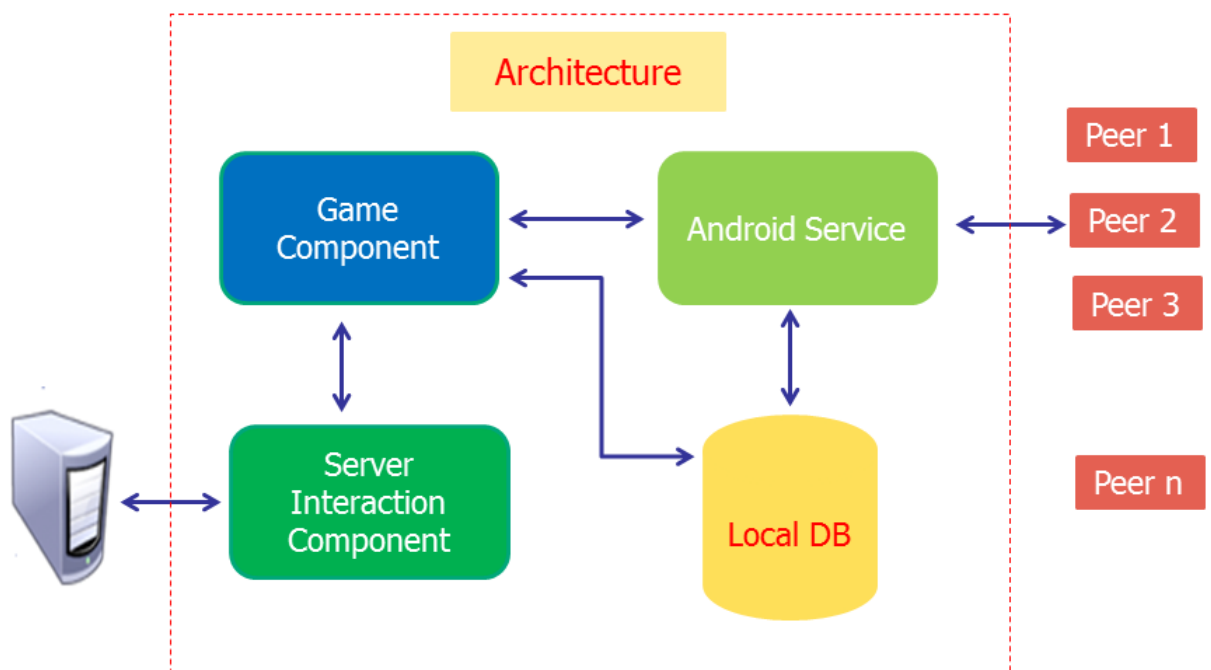 Architecture
Peer 1
Game
Component
Android Service
Peer 2
Peer 3
Server
Interaction
Component
Local DB
Peer n